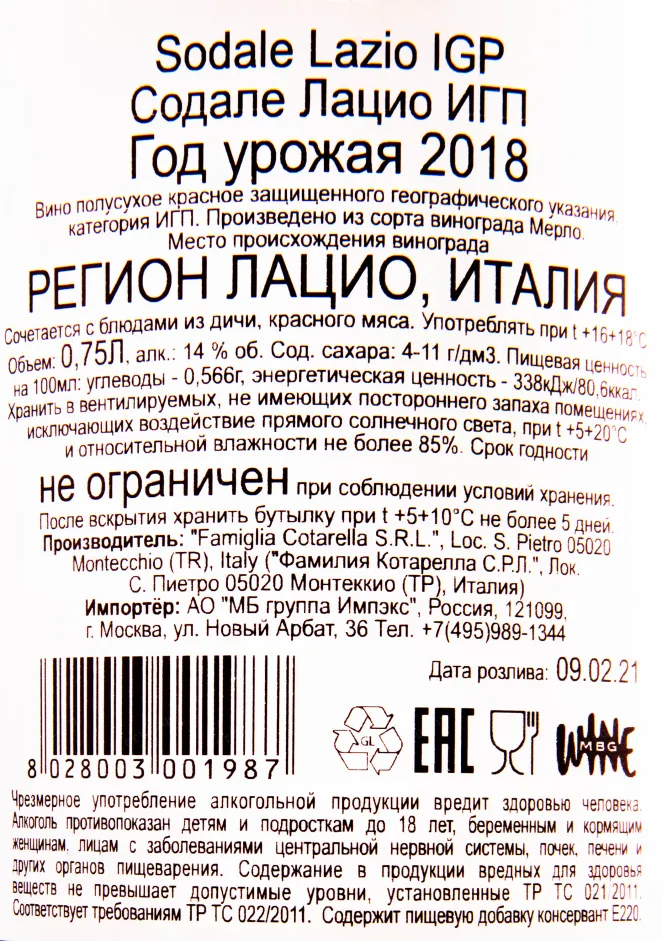 Sodale Lazio IGP
Содале Лацио ИГП
Год урожая 2018
Вино полусухое красное защищенного географического указания,
категория ИГП. Произведено из сорта винограда Мерло.
Место происхождения винограда
РЕГИОН ЛАЦИО, ИТАЛИЯ
Сочетается с блюдами из дичи, красного мяса. Употреблять при t +16+18°C
Объем: 0,75Л, алк.: 14 % об. Сод. сахара: 4-11 г/дм3. Пищевая ценность
на 100мл: углеводы - 0,566г, энергетическая ценность - 338кДж/80,6ккал.
Хранить в вентилируемых, не имеющих постороннего запаха помещениях,
исключающих воздействие прямого солнечного света, при t +5+20°C
и относительной влажности не более 85%. Срок годности
не ограничен при соблюдении условий хранения.
После вскрытия хранить бутылку при t +5+10°C не более 5 дней.
Производитель: "Famiglia Cotarella S.R.L.", Loc. S. Pietro 05020
Montecchio (TR), Italy ("Фамилия Котарелла С.Р.Л.", Лок.
С. Пиетро 05020 Монтеккио (ТР), Италия)
Импортёр: АО "МБ группа Импэкс", Россия, 121099,
г. Москва, ул. Новый Арбат, 36 Тел. +7(495)989-1344
Дата розлива: 09.02.21
GL EAC WINE MBG
8 028003 001987
Чрезмерное употребление алкогольной продукции вредит здоровью человека.
Алкоголь противопоказан детям и подросткам до 18 лет, беременным и кормящим
женщинам, лицам с заболеваниями центральной нервной системы, почек, печени и
других органов пищеварения. Содержание в продукции вредных для здоровья
веществ не превышает допустимые уровни, установленные ТР ТС 021/2011.
Соответствует требованиям ТР ТС 022/2011. Содержит пищевую добавку консервант Е220.